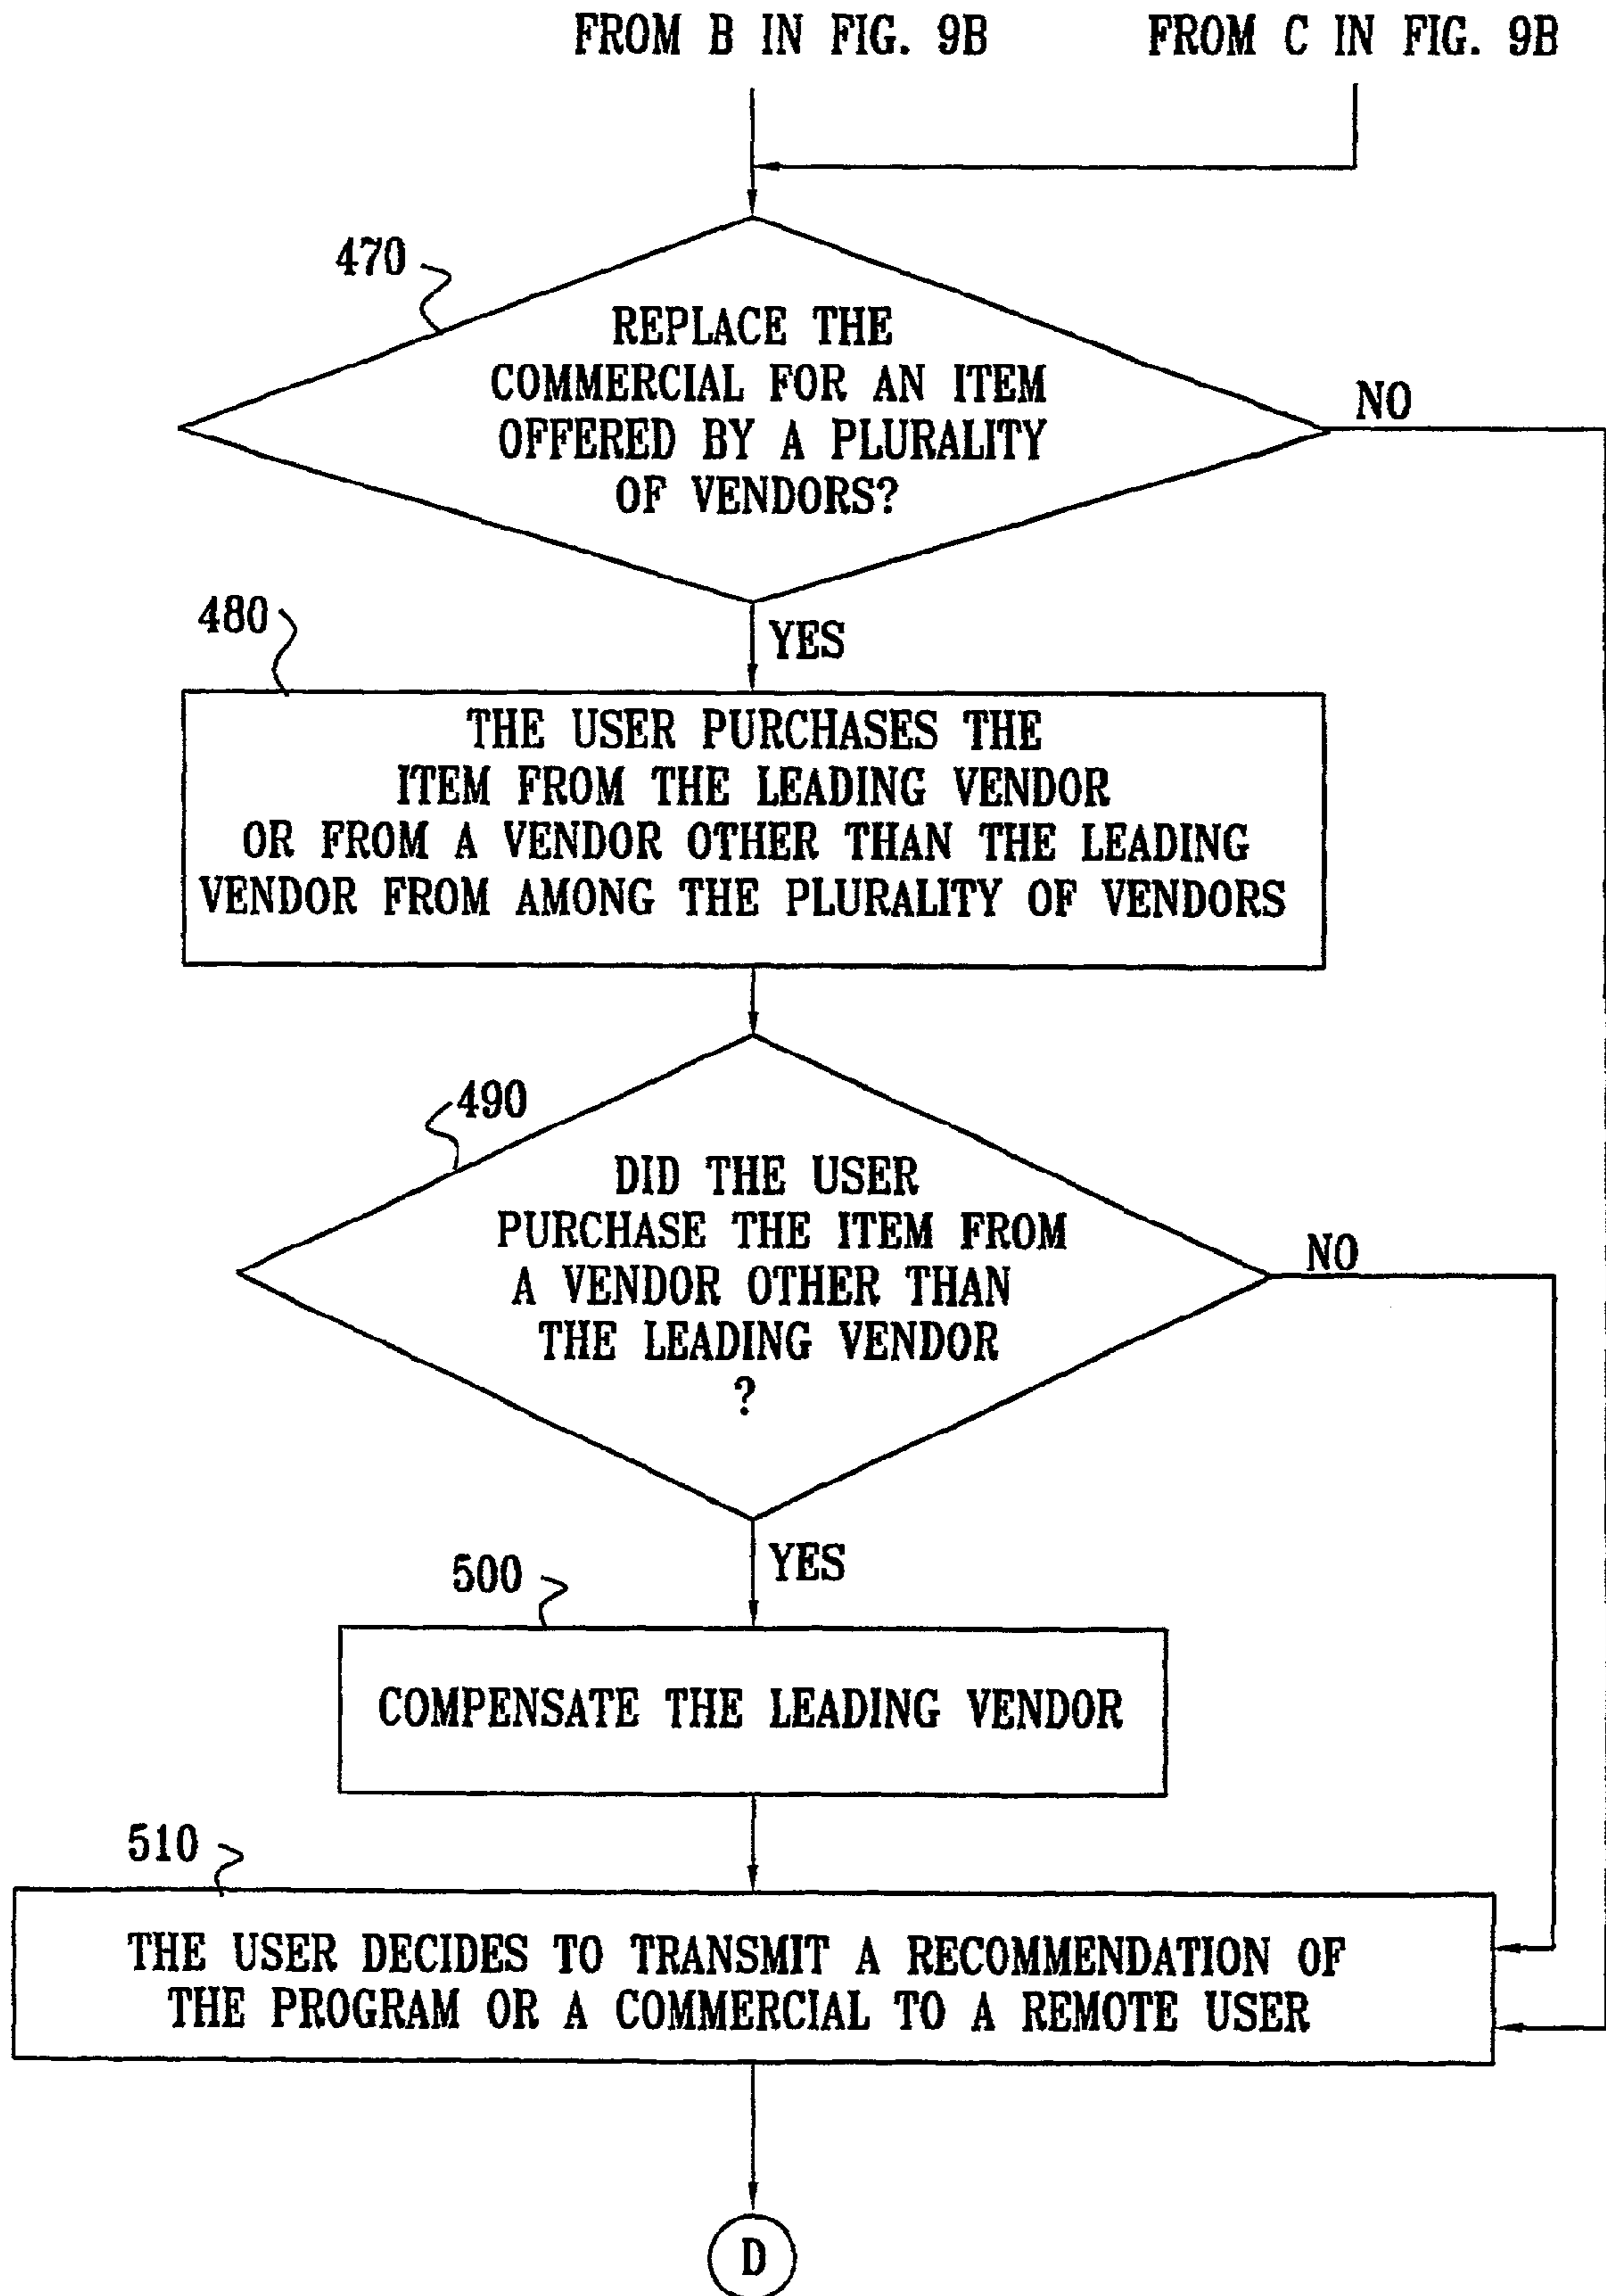 FROM B IN FIG. 9B
FROM C IN FIG. 9B
470
REPLACE THE
COMMERCIAL FOR AN ITEM
OFFERED BY A PLURALITY
OF VENDORS?
NO
YES
480
THE USER PURCHASES THE
ITEM FROM THE LEADING VENDOR
OR FROM A VENDOR OTHER THAN THE LEADING
VENDOR FROM AMONG THE PLURALITY OF VENDORS
490
DID THE USER
PURCHASE THE ITEM FROM
A VENDOR OTHER THAN
THE LEADING VENDOR
?
NO
YES
500
COMPENSATE THE LEADING VENDOR
510
THE USER DECIDES TO TRANSMIT A RECOMMENDATION OF
THE PROGRAM OR A COMMERCIAL TO A REMOTE USER
D